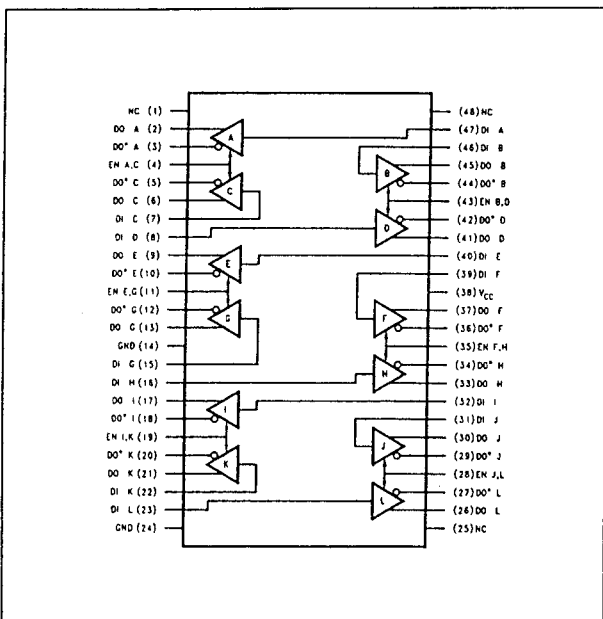 NC (1)
DO A (2)
DO* A (3)
EN A,C (4)
DO* C (5)
DO C (6)
DI C (7)
DI D (8)
DO E (9)
DO* E (10)
EN E,G (11)
DO* G (12)
DO G (13)
GND (14)
DI G (15)
DI H (16)
DO I (17)
DO* I (18)
EN I,K (19)
DO* K (20)
DO K (21)
DI K (22)
DI L (23)
GND (24)
A
C
E
G
I
K
B
D
F
H
J
L
(48) NC
(47) DI A
(46) DI B
(45) DO B
(44) DO* B
(43) EN B,D
(42) DO* D
(41) DO D
(40) DI E
(39) DI F
(38) VCC
(37) DO F
(36) DO* F
(35) EN F,H
(34) DO* H
(33) DO H
(32) DI I
(31) DI J
(30) DO J
(29) DO* J
(28) EN J,L
(27) DO* L
(26) DO L
(25) NC